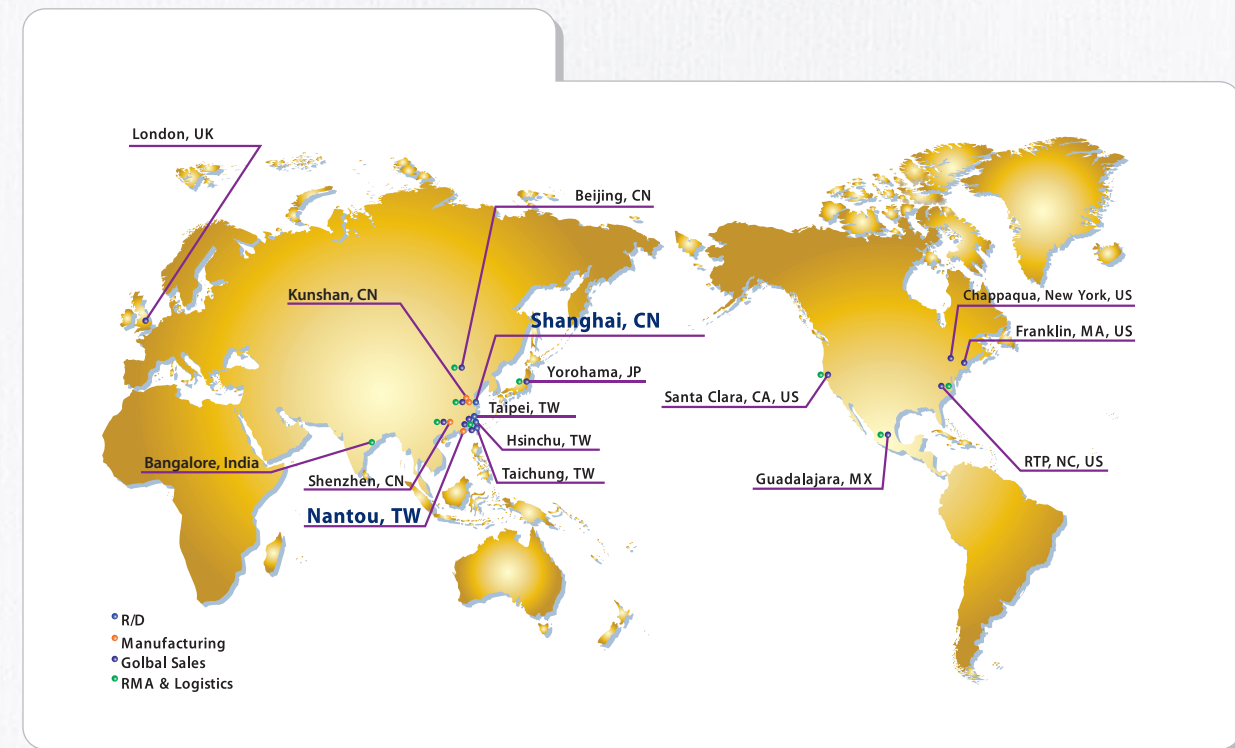 London, UK
Beijing, CN
Kunshan, CN
Chappaqua, New York, US
Shanghai, CN
Franklin, MA, US
Yorohama, JP
Santa Clara, CA, US
Taipei, TW
Hsinchu, TW
Bangalore, India
RTP, NC, US
Taichung, TW
Shenzhen, CN
Guadalajara, MX
Nantou, TW
R/D
Manufacturing
Golbal Sales
RMA & Logistics